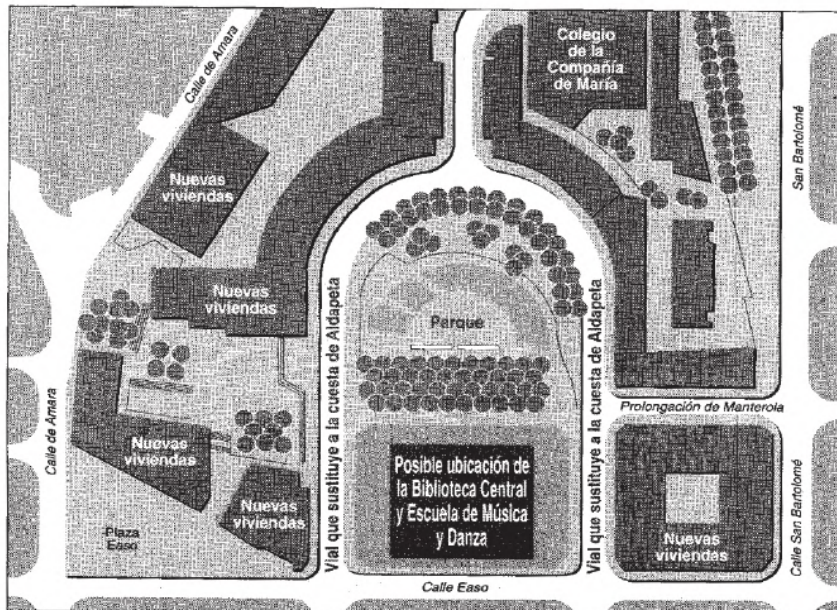 Calle de Amara
Colegio
de la
Compañía
de María
San Bartolomé
Nuevas
viviendas
Nuevas
viviendas
Parque
Vial que sustituye a la cuesta de Aldapeta
Vial que sustituye a la cuesta de Aldapeta
Prolongación de Manterola
Calle de Amara
Nuevas
viviendas
Nuevas
viviendas
Plaza
Easo
Posible ubicación de
la Biblioteca Central
y Escuela de Música
y Danza
Nuevas
viviendas
Calle San Bartolomé
Calle Easo